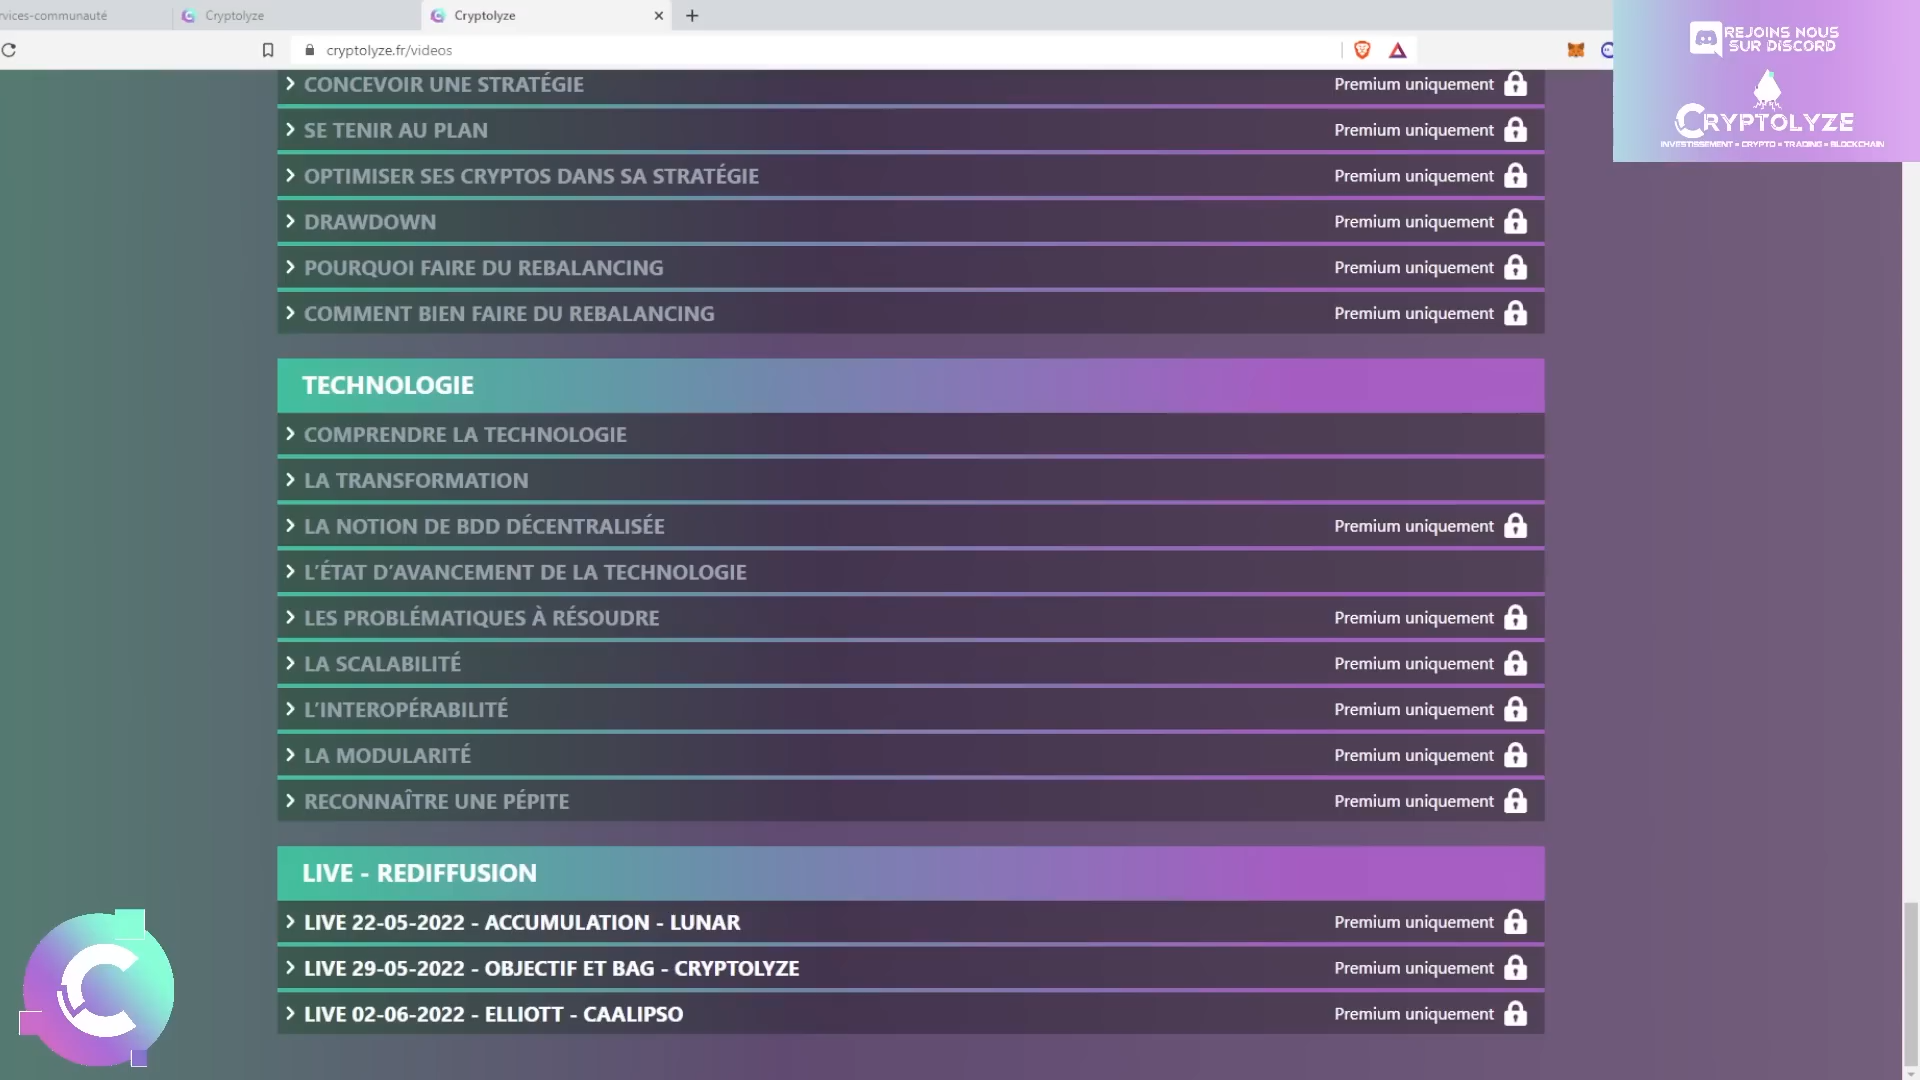 rvices-communauté
Cryptolyze
Cryptolyze
cryptolyze.fr/videos
REJOINS NOUS
SUR DISCORD
CRYPTOLYZE
INVESTISSEMENT • CRYPTO • TRADING • BLOCKCHAIN
CONCEVOIR UNE STRATÉGIE Premium uniquement
SE TENIR AU PLAN Premium uniquement
OPTIMISER SES CRYPTOS DANS SA STRATÉGIE Premium uniquement
DRAWDOWN Premium uniquement
POURQUOI FAIRE DU REBALANCING Premium uniquement
COMMENT BIEN FAIRE DU REBALANCING Premium uniquement
TECHNOLOGIE
COMPRENDRE LA TECHNOLOGIE
LA TRANSFORMATION
LA NOTION DE BDD DÉCENTRALISÉE Premium uniquement
L’ÉTAT D’AVANCEMENT DE LA TECHNOLOGIE
LES PROBLÉMATIQUES À RÉSOUDRE Premium uniquement
LA SCALABILITÉ Premium uniquement
L’INTEROPÉRABILITÉ Premium uniquement
LA MODULARITÉ Premium uniquement
RECONNAÎTRE UNE PÉPITE Premium uniquement
LIVE - REDIFFUSION
LIVE 22-05-2022 - ACCUMULATION - LUNAR Premium uniquement
LIVE 29-05-2022 - OBJECTIF ET BAG - CRYPTOLYZE Premium uniquement
LIVE 02-06-2022 - ELLIOTT - CAALIPSO Premium uniquement